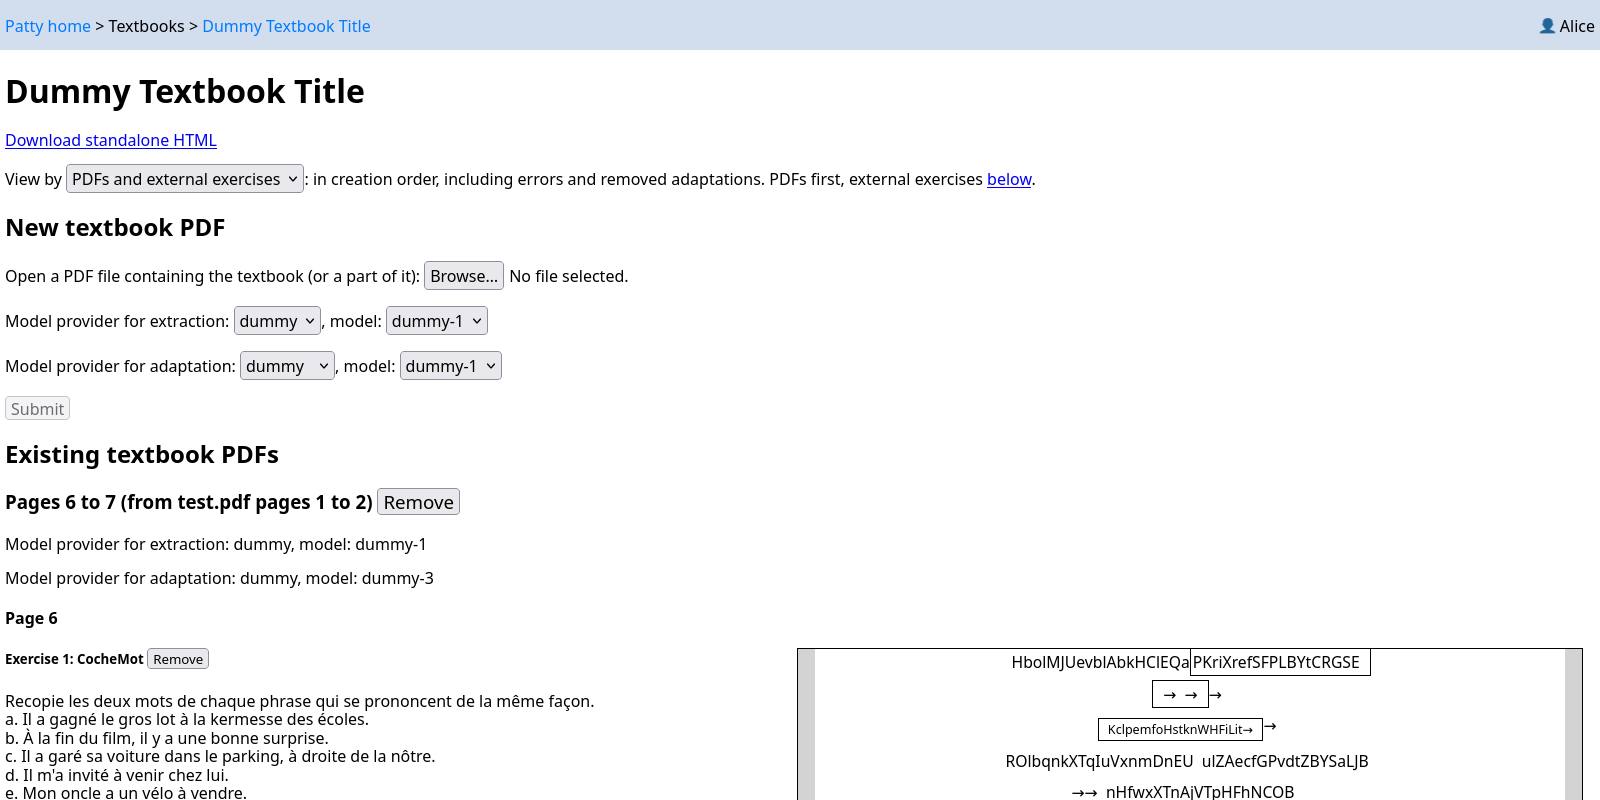 Patty home > Textbooks > Dummy Textbook Title
Alice
Dummy Textbook Title
Download standalone HTML
View by PDFs and external exercises : in creation order, including errors and removed adaptations. PDFs first, external exercises below.
New textbook PDF
Open a PDF file containing the textbook (or a part of it): Browse... No file selected.
Model provider for extraction: dummy, model: dummy-1
Model provider for adaptation: dummy, model: dummy-1
Submit
Existing textbook PDFs
Pages 6 to 7 (from test.pdf pages 1 to 2) Remove
Model provider for extraction: dummy, model: dummy-1
Model provider for adaptation: dummy, model: dummy-3
Page 6
Exercise 1: CocheMot Remove
Recopie les deux mots de chaque phrase qui se prononcent de la même façon.
a. Il a gagné le gros lot à la kermesse des écoles.
b. À la fin du film, il y a une bonne surprise.
c. Il a garé sa voiture dans le parking, à droite de la nôtre.
d. Il m'a invité à venir chez lui.
e. Mon oncle a un vélo à vendre.
HbolMJUevblAbkHClEQa PKriXrefSFPLBYtCRGSE
→ → →
KclpemfoHstknWHFiLit→ →
ROlbqnkXTqIuVxnmDnEU ulZAecfGPvdtZBYSaLJB
→→ nHfwxXTnAjVTpHFhNCOB